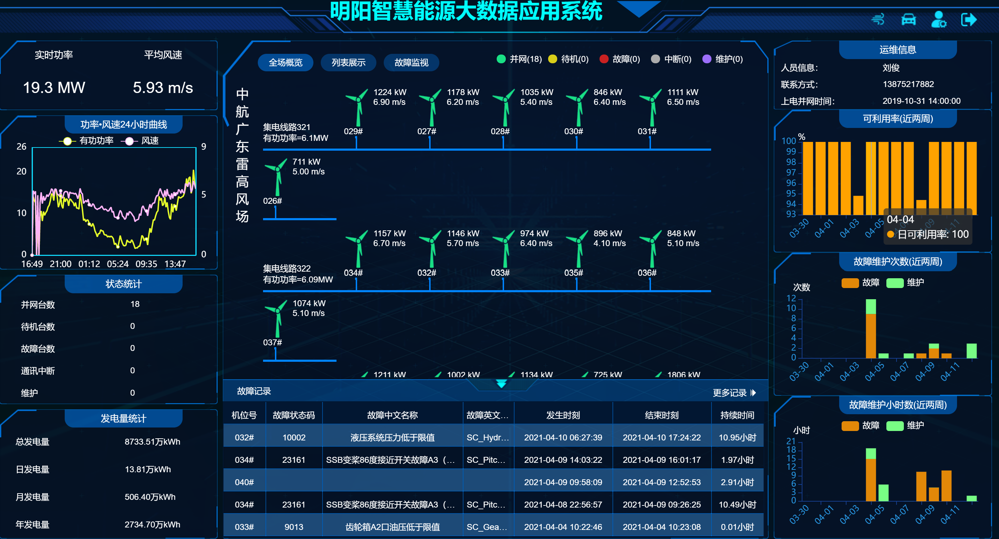 明阳智慧能源大数据应用系统
实时功率 平均风速
19.3 MW 5.93 m/s
功率•风速24小时曲线
有功功率 风速
26 9
20
5
10
0 0
16:49 21:00 01:12 05:24 09:35 13:47
状态统计
并网台数 18
待机台数 0
故障台数 0
通讯中断 0
维护 0
发电量统计
总发电量 8733.51万kWh
日发电量 13.81万kWh
月发电量 506.40万kWh
年发电量 2734.70万kWh
全场概览 列表展示 故障监视
并网(18) 待机(0) 故障(0) 中断(0) 维护(0)
中航广东雷高风场
1224 kW 1178 kW 1035 kW 846 kW 1111 kW
6.90 m/s 6.20 m/s 5.40 m/s 6.40 m/s 6.50 m/s
集电线路321
有功功率=6.1MW
029# 027# 028# 030# 031#
711 kW
5.00 m/s
026#
1157 kW 1146 kW 974 kW 896 kW 848 kW
6.70 m/s 5.70 m/s 6.40 m/s 4.10 m/s 5.10 m/s
集电线路322
有功功率=6.09MW
034# 032# 033# 035# 036#
1074 kW
5.10 m/s
037#
1211 kW 1002 kW 1134 kW 725 kW 1806 kW
故障记录 更多记录
机位号 故障状态码 故障中文名称 故障英文... 发生时刻 结束时刻 持续时间
032# 10002 液压系统压力低于限值 SC_Hydr... 2021-04-10 06:27:39 2021-04-10 17:24:22 10.95小时
034# 23161 SSB变桨86度接近开关故障A3（... SC_Pitc... 2021-04-09 14:03:22 2021-04-09 16:01:17 1.97小时
040# 2021-04-09 09:58:09 2021-04-09 12:52:53 2.91小时
034# 23161 SSB变桨86度接近开关故障A3（... SC_Pitc... 2021-04-08 22:56:57 2021-04-09 09:26:25 10.49小时
033# 9013 齿轮箱A2口油压低于限值 SC_Gea... 2021-04-04 10:22:46 2021-04-04 10:23:08 0.01小时
运维信息
人员信息： 刘俊
联系方式： 13875217882
上电并网时间： 2019-10-31 14:00:00
可利用率(近两周)
%
100
99
98
97
96
95
94
93
03-30 04-01 04-03 04-05 04-07 04-09 04-11
04-04
日可利用率: 100
故障维护次数(近两周)
故障 维护
次数
12
10
8
6
4
2
0
03-30 04-01 04-03 04-05 04-07 04-09 04-11
故障维护小时数(近两周)
故障 维护
小时
21
18
15
12
9
6
3
0
03-30 04-01 04-03 04-05 04-07 04-09 04-11